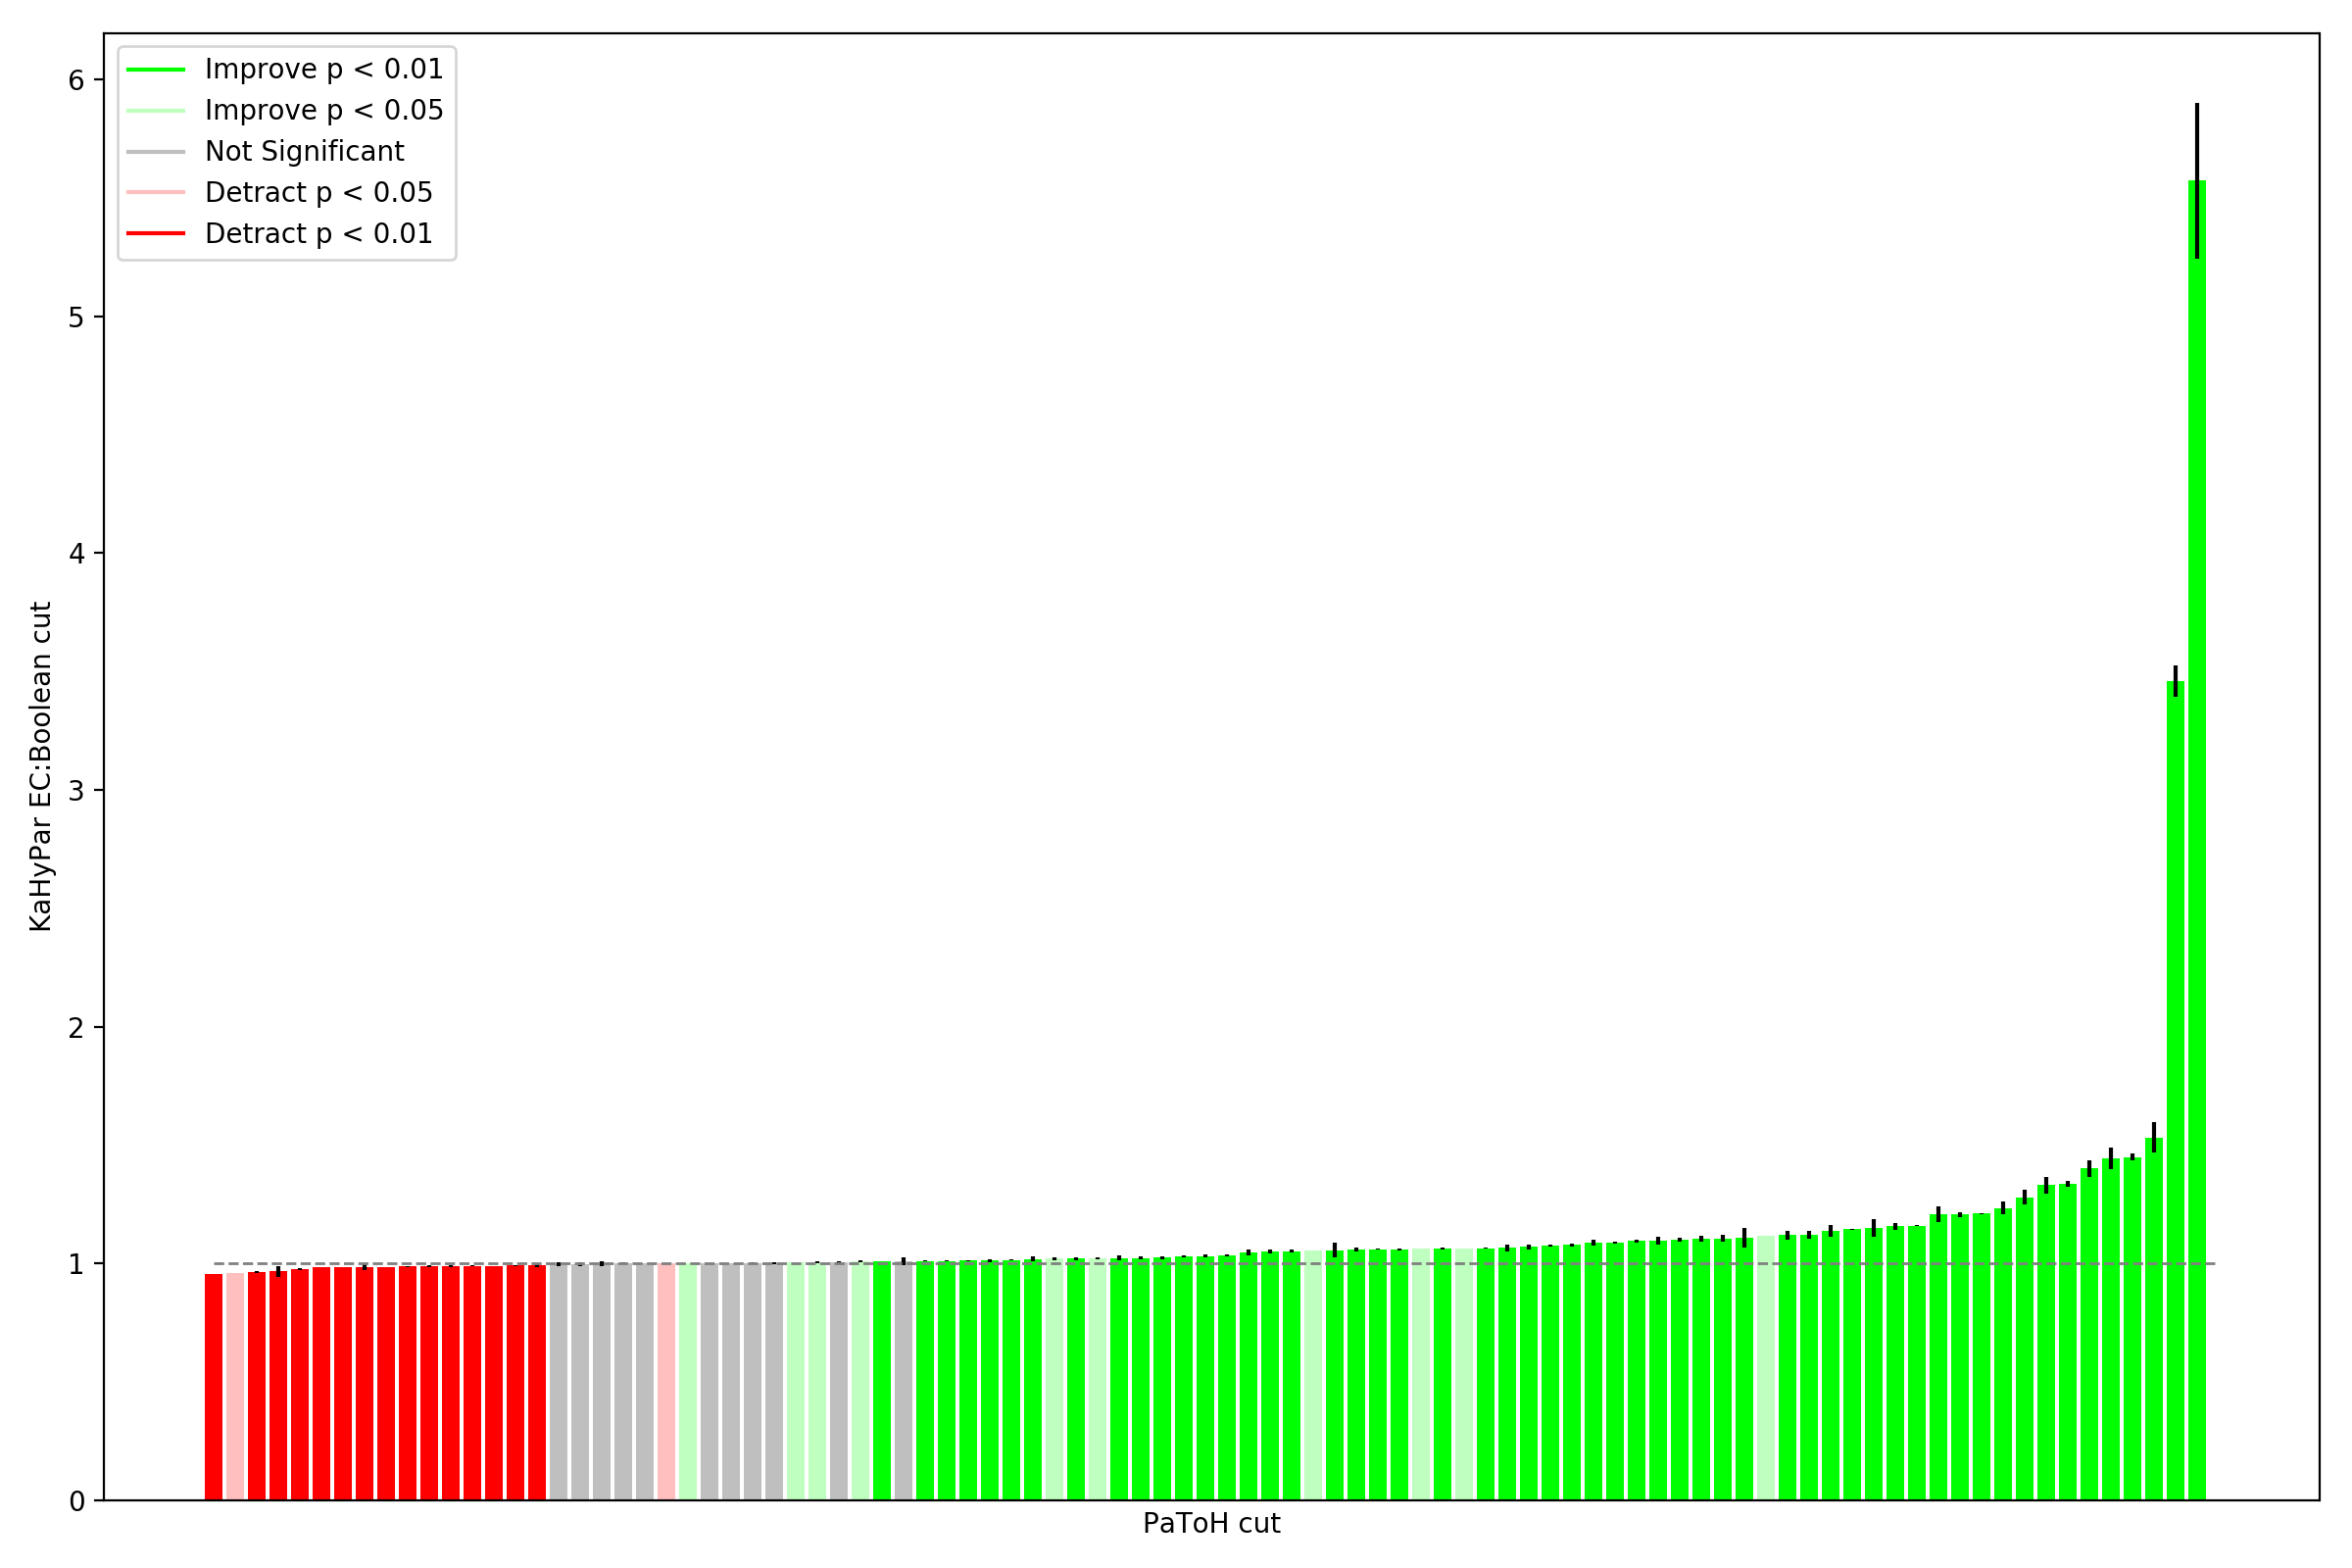 Improve p < 0.01
Improve p < 0.05
Not Significant
Detract p < 0.05
Detract p < 0.01
6
5
4
3
2
1
0
KaHyPar EC:Boolean cut
PaToH cut